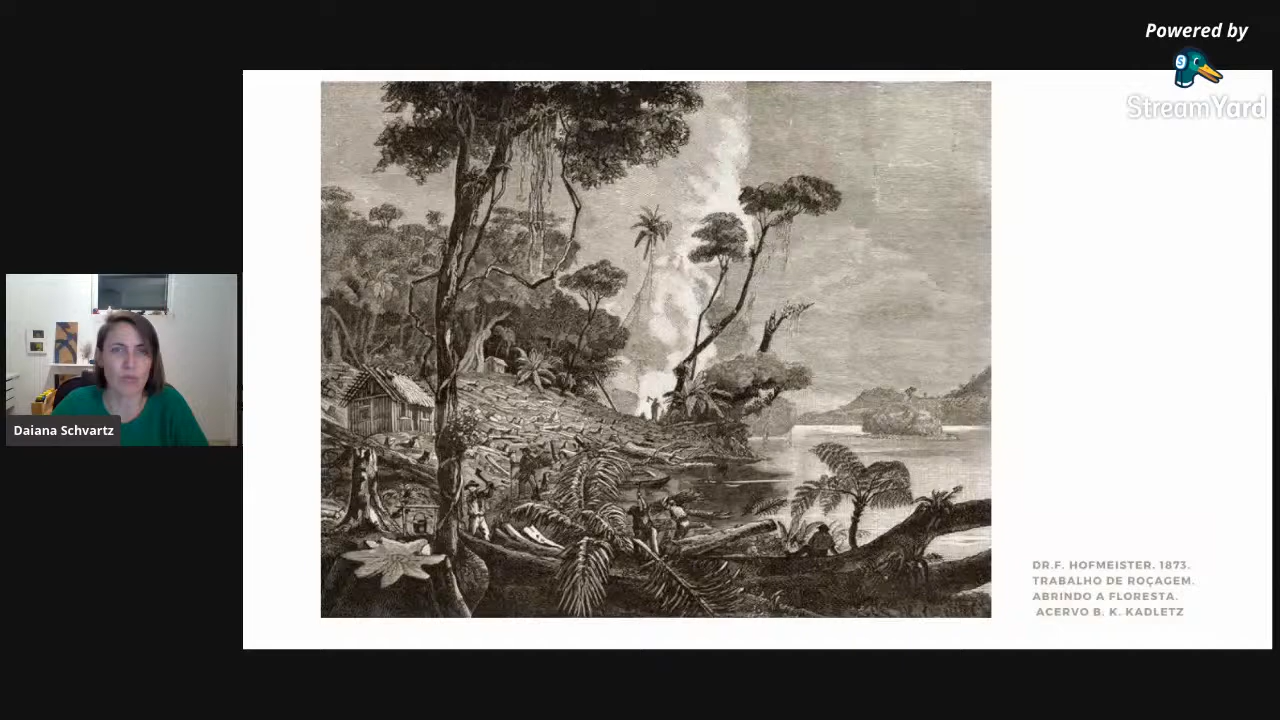 Powered by
StreamYard
Daiana Schvartz
DR.F. HOFMEISTER. 1873.
TRABALHO DE ROÇAGEM.
ABRINDO A FLORESTA.
ACERVO B. K. KADLETZ